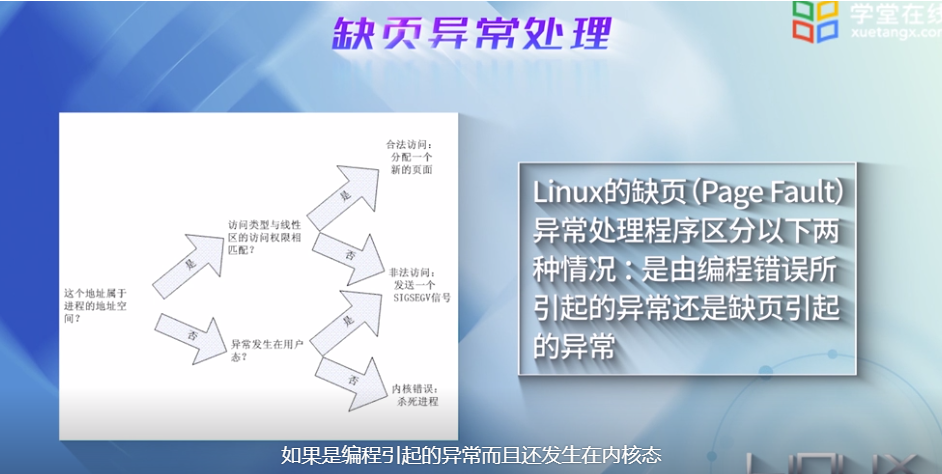 缺页异常处理
学堂在线
xuetangx.com
合法访问：
分配一个
新的页面
是
访问类型与线性
区的访问权限相
匹配？
是
否
非法访问：
发送一个
SIGSEGV信号
这个地址属于
进程的地址空
间？
否
异常发生在用户
态？
是
否
内核错误：
杀死进程
Linux的缺页（Page Fault）
异常处理程序区分以下两
种情况：是由编程错误所
引起的异常还是缺页引起
的异常
如果是编程引起的异常而且还发生在内核态
LINUX